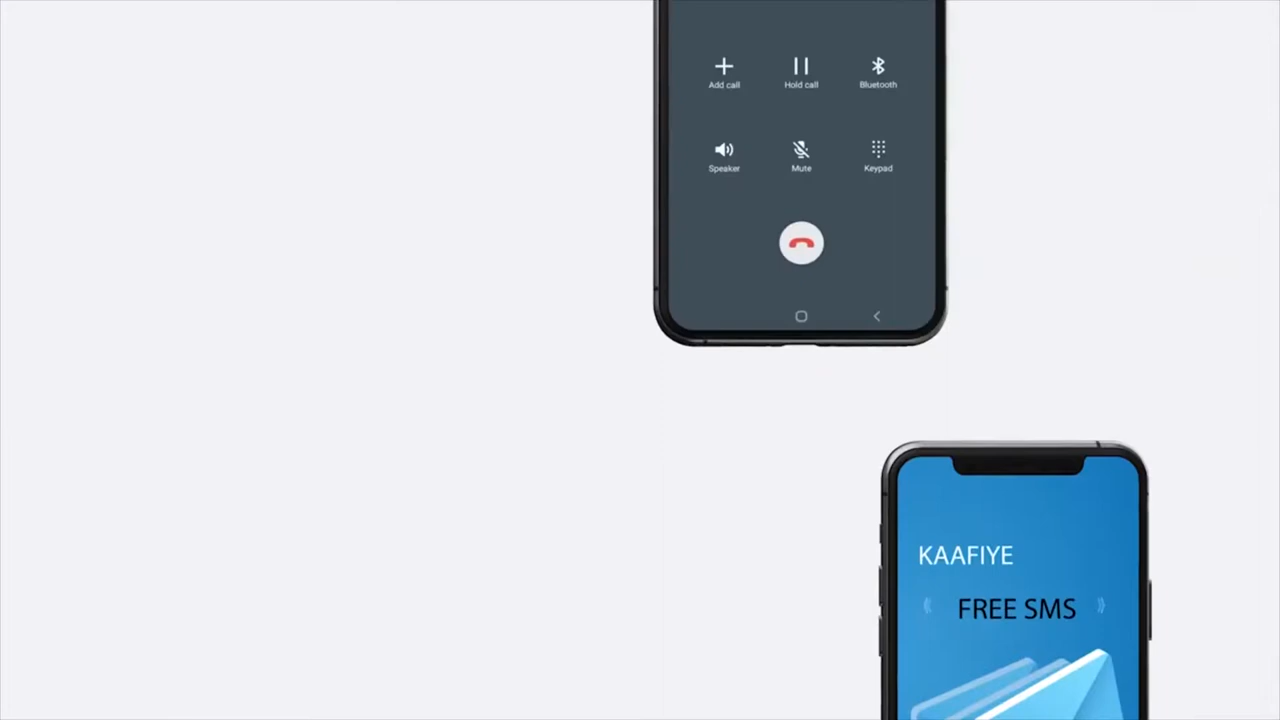 Add call Hold call Bluetooth
Speaker Mute Keypad
KAAFIYE
FREE SMS